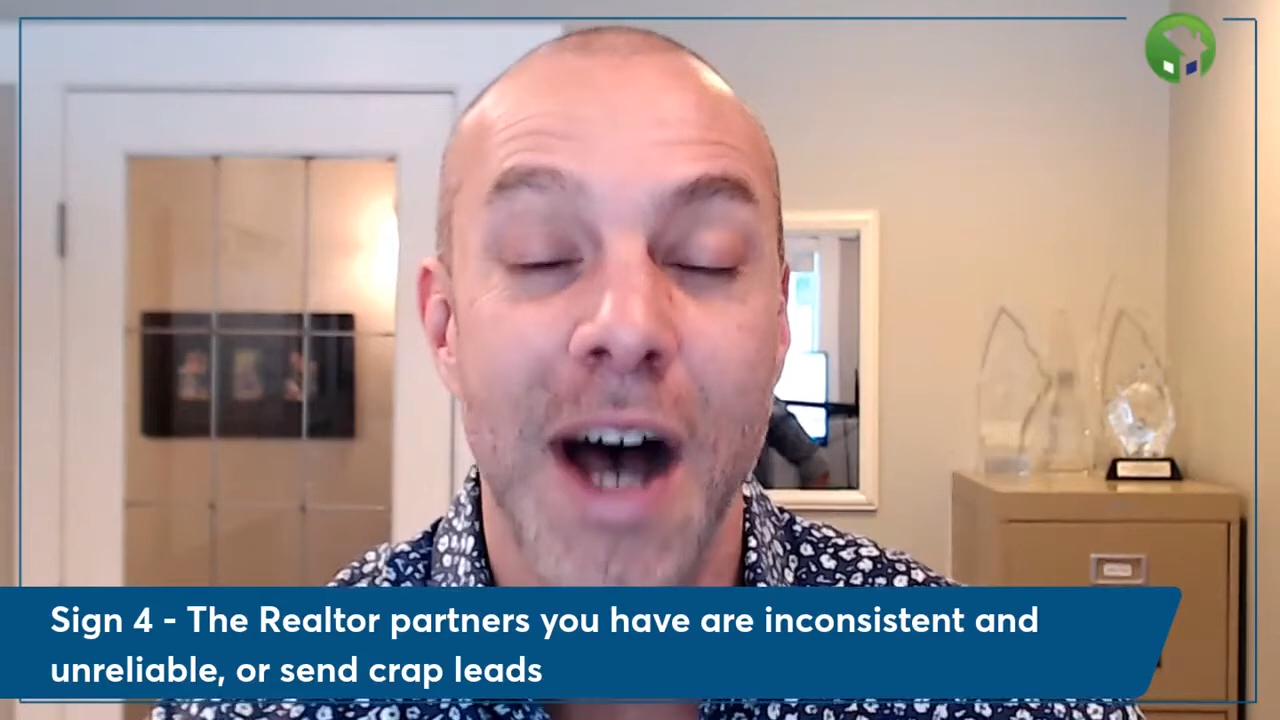 Sign 4 - The Realtor partners you have are inconsistent and
unreliable, or send crap leads